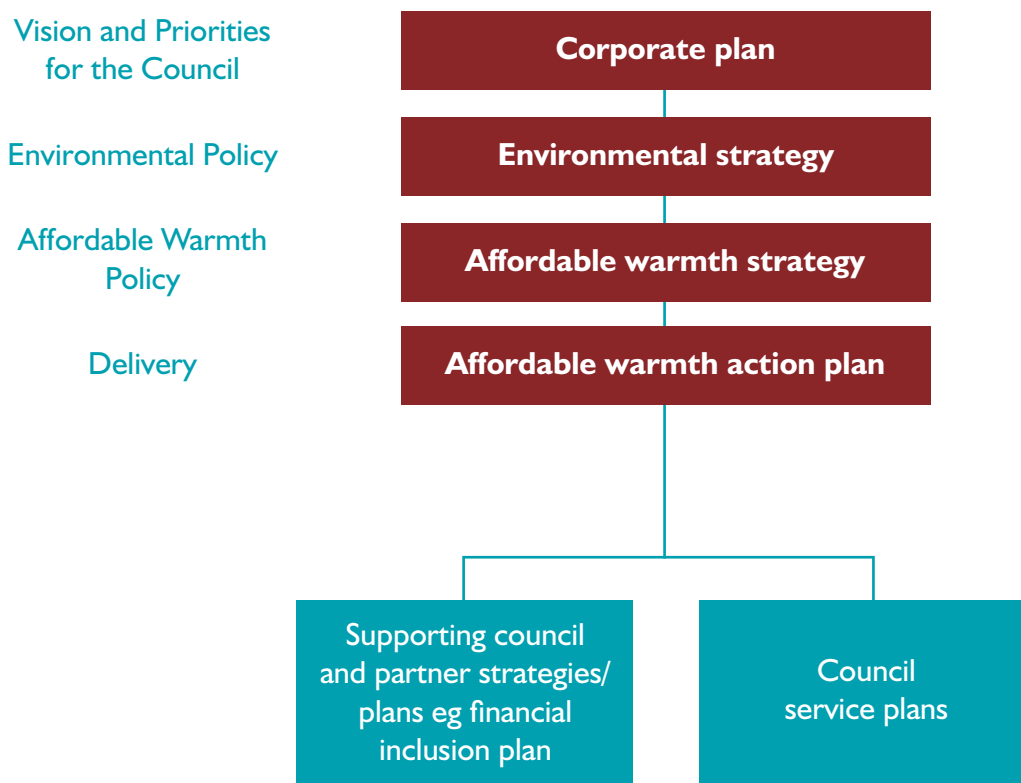 Vision and Priorities
for the Council
Corporate plan
Environmental Policy
Environmental strategy
Affordable Warmth
Policy
Affordable warmth strategy
Delivery
Affordable warmth action plan
Supporting council
and partner strategies/
plans eg financial
inclusion plan
Council
service plans